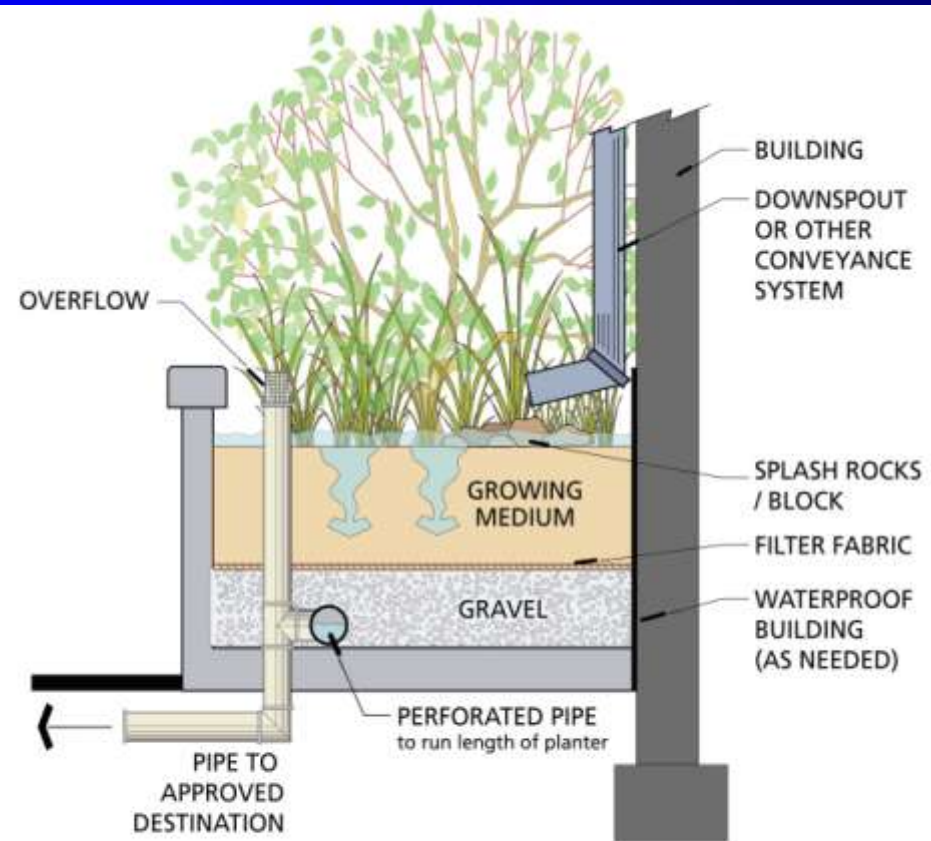 BUILDING
DOWNSPOUT
OR OTHER
CONVEYANCE
SYSTEM
OVERFLOW
SPLASH ROCKS
/ BLOCK
GROWING
MEDIUM
FILTER FABRIC
GRAVEL
WATERPROOF
BUILDING
(AS NEEDED)
PERFORATED PIPE
to run length of planter
PIPE TO
APPROVED
DESTINATION